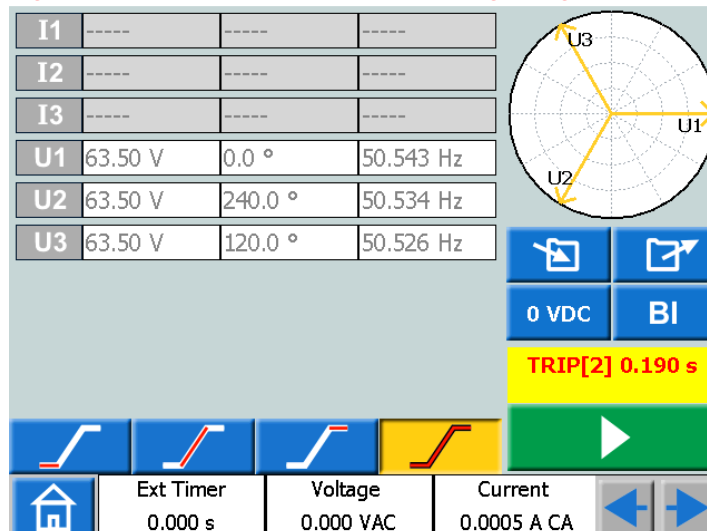 I1 ----- ----- -----
I2 ----- ----- -----
I3 ----- ----- -----
U1 63.50 V 0.0 ° 50.543 Hz
U2 63.50 V 240.0 ° 50.534 Hz
U3 63.50 V 120.0 ° 50.526 Hz
U3
U1
U2
0 VDC BI
TRIP[2] 0.190 s
Ext Timer Voltage Current
0.000 s 0.000 VAC 0.0005 A CA